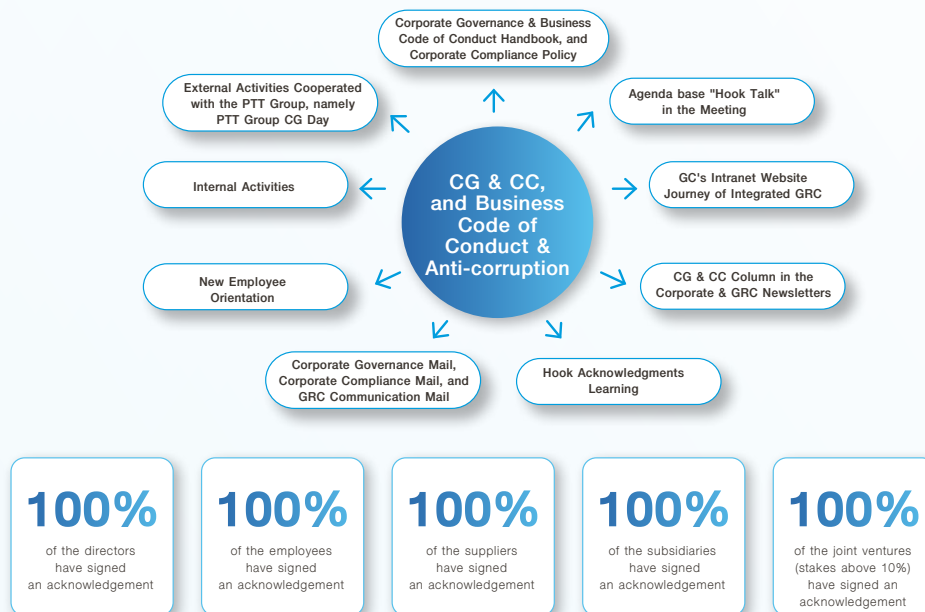 Corporate Governance & Business
Code of Conduct Handbook, and
Corporate Compliance Policy
External Activities Cooperated
with the PTT Group, namely
PTT Group CG Day
Agenda base "Hook Talk"
in the Meeting
Internal Activities
CG & CC,
and Business
Code of
Conduct &
Anti-corruption
GC's Intranet Website
Journey of Integrated GRC
New Employee
Orientation
CG & CC Column in the
Corporate & GRC Newsletters
Corporate Governance Mail,
Corporate Compliance Mail, and
GRC Communication Mail
Hook Acknowledgments
Learning
100%
of the directors
have signed
an acknowledgement
100%
of the employees
have signed
an acknowledgement
100%
of the suppliers
have signed
an acknowledgement
100%
of the subsidiaries
have signed
an acknowledgement
100%
of the joint ventures
(stakes above 10%)
have signed an
acknowledgement